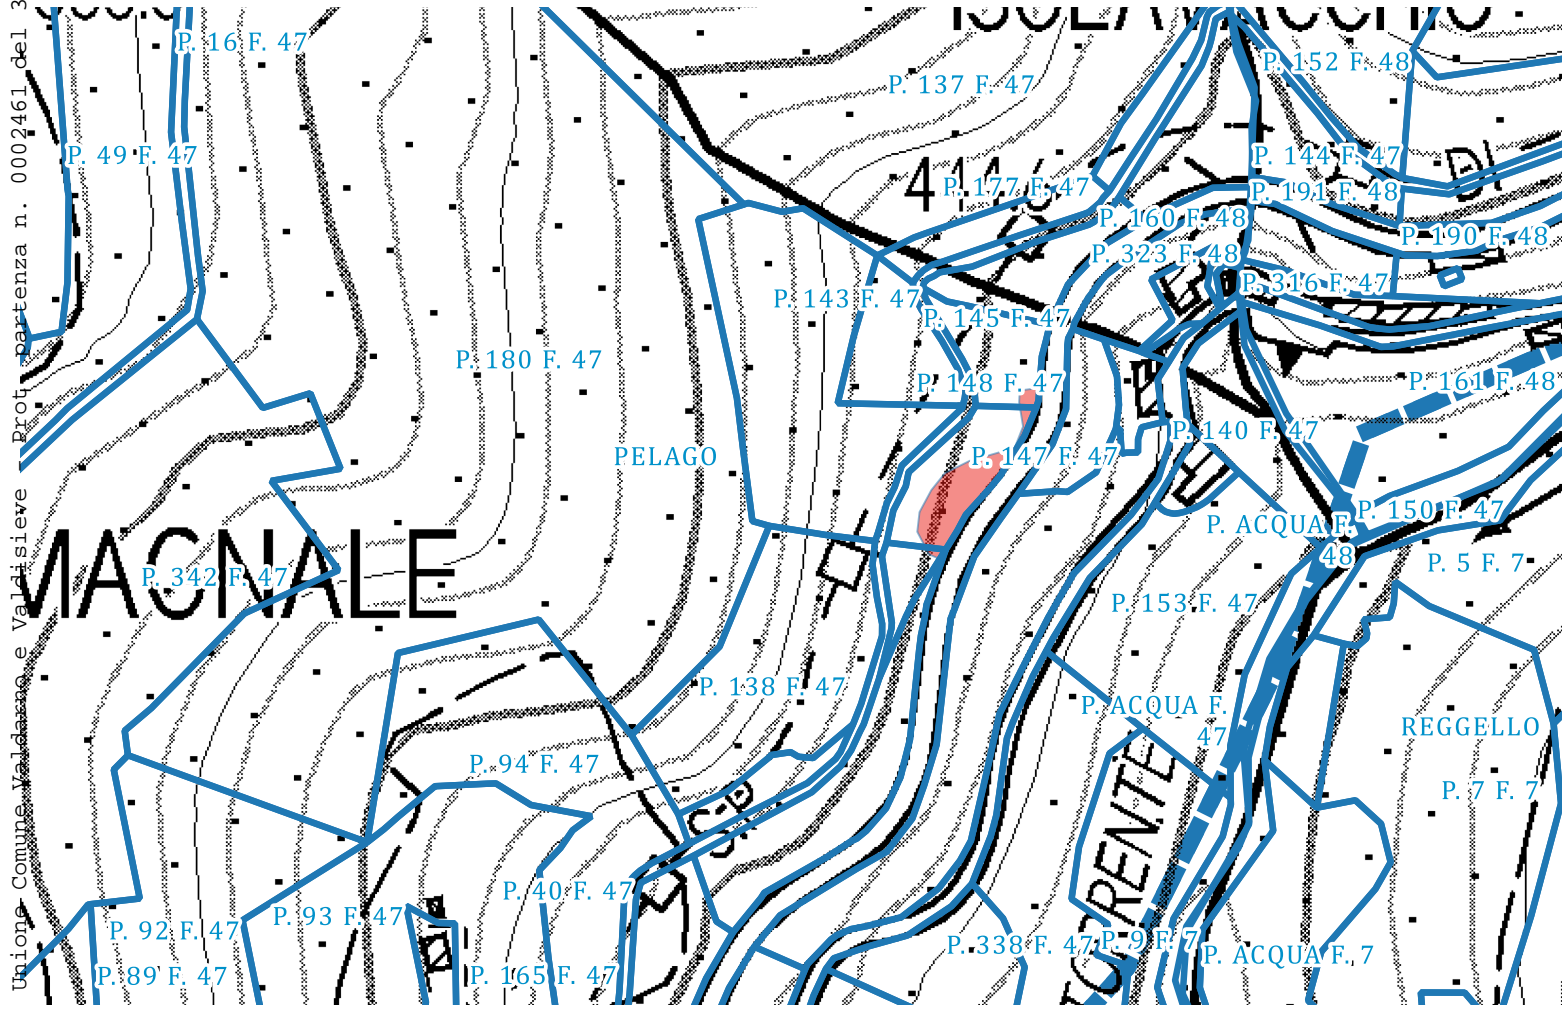 P. 16 F. 47
P. 152 F. 48
P. 137 F. 47
P. 49 F. 47
P. 144 F. 47
DI
P. 177 F. 47
P. 191 F. 48
P. 160 F. 48
P. 190 F. 48
P. 323 F. 48
P. 316 F. 47
P. 143 F. 47
P. 145 F. 47
P. 180 F. 47
P. 148 F. 47
P. 161 F. 48
P. 140 F. 47
PELAGO
P. 147 F. 47
P. 150 F. 47
P. ACQUA F.
48
P. 5 F. 7
MAGNALE
P. 342 F. 47
P. 153 F. 47
P. 138 F. 47
P. ACQUA F.
47
REGGELLO
P. 94 F. 47
P. 7 F. 7
S.P.
TORRENTE
P. 40 F. 47
P. 93 F. 47
P. 92 F. 47
P. 338 F. 47
P. 9 F. 7
P. ACQUA F. 7
P. 89 F. 47
P. 165 F. 47
Unione Comune Valdarno e Valdisieve - Prot. partenza n. 0002461 del